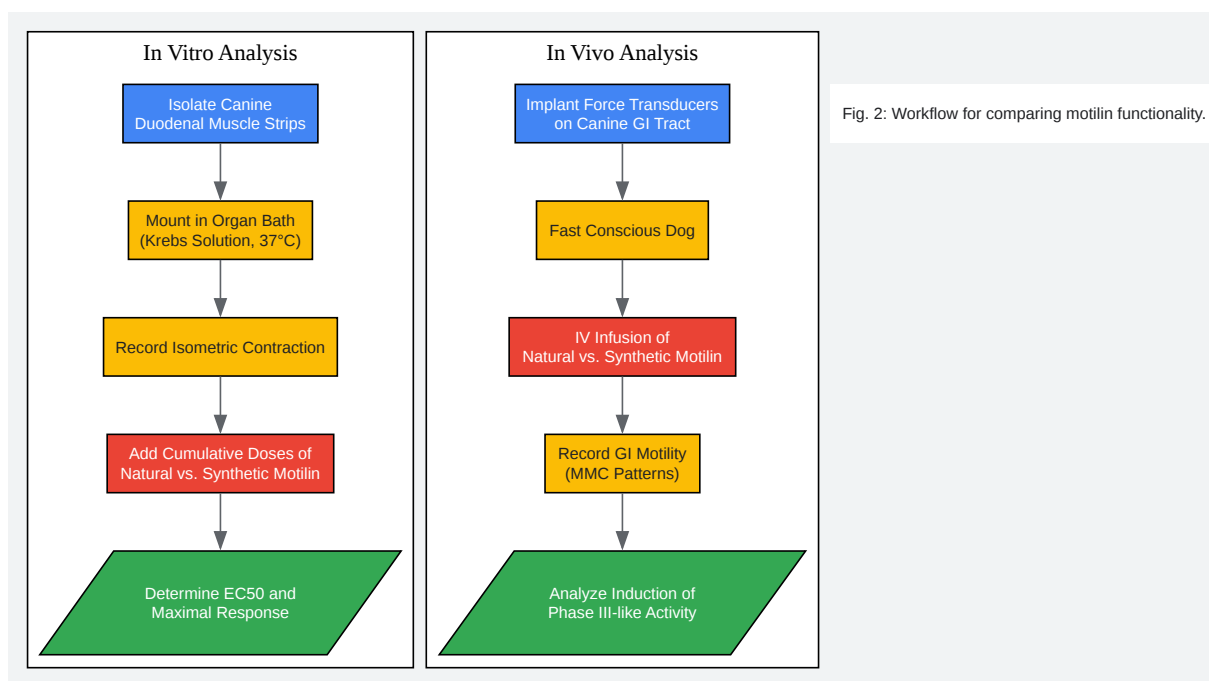 In Vitro Analysis
Isolate Canine
Duodenal Muscle Strips
Mount in Organ Bath
(Krebs Solution, 37°C)
Record Isometric Contraction
Add Cumulative Doses of
Natural vs. Synthetic Motilin
Determine EC50 and
Maximal Response
In Vivo Analysis
Implant Force Transducers
on Canine GI Tract
Fast Conscious Dog
IV Infusion of
Natural vs. Synthetic Motilin
Record GI Motility
(MMC Patterns)
Analyze Induction of
Phase III-like Activity
Fig. 2: Workflow for comparing motilin functionality.